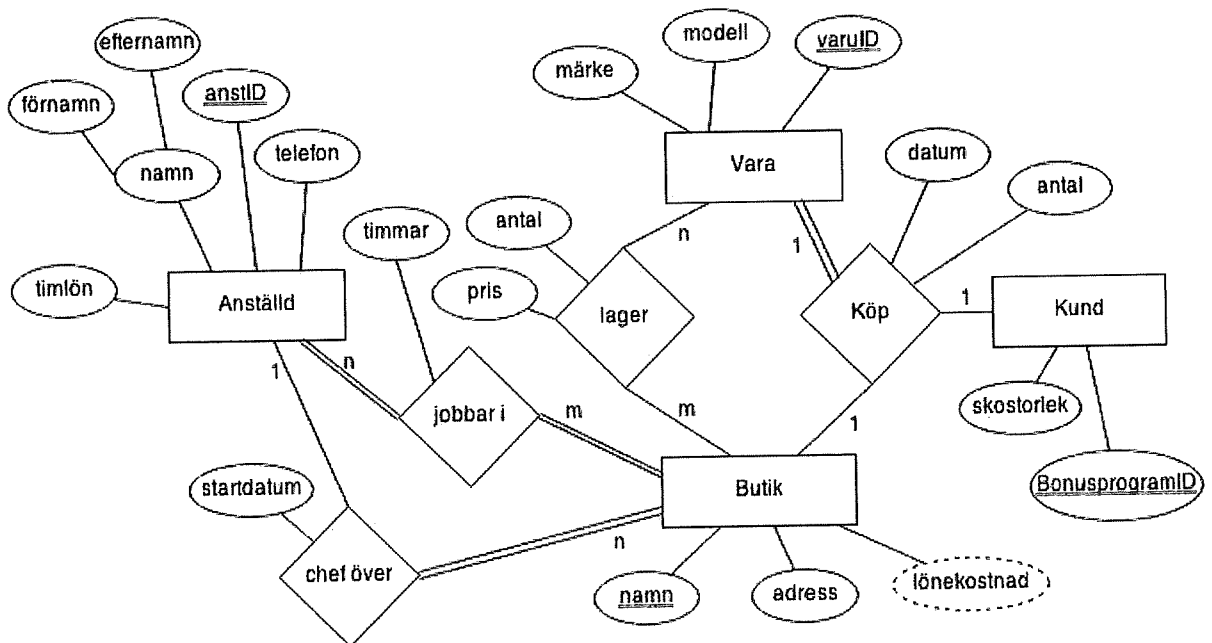 efternamn
modell
varuID
märke
förnamn
anstID
telefon
namn
Vara
datum
antal
timmar
antal
n
1
timlön
Anställd
pris
lager
Köp
1
Kund
n
1
jobbar i
m
m
1
skostorlek
startdatum
Butik
BonusprogramID
n
chef över
namn
adress
lönekostnad